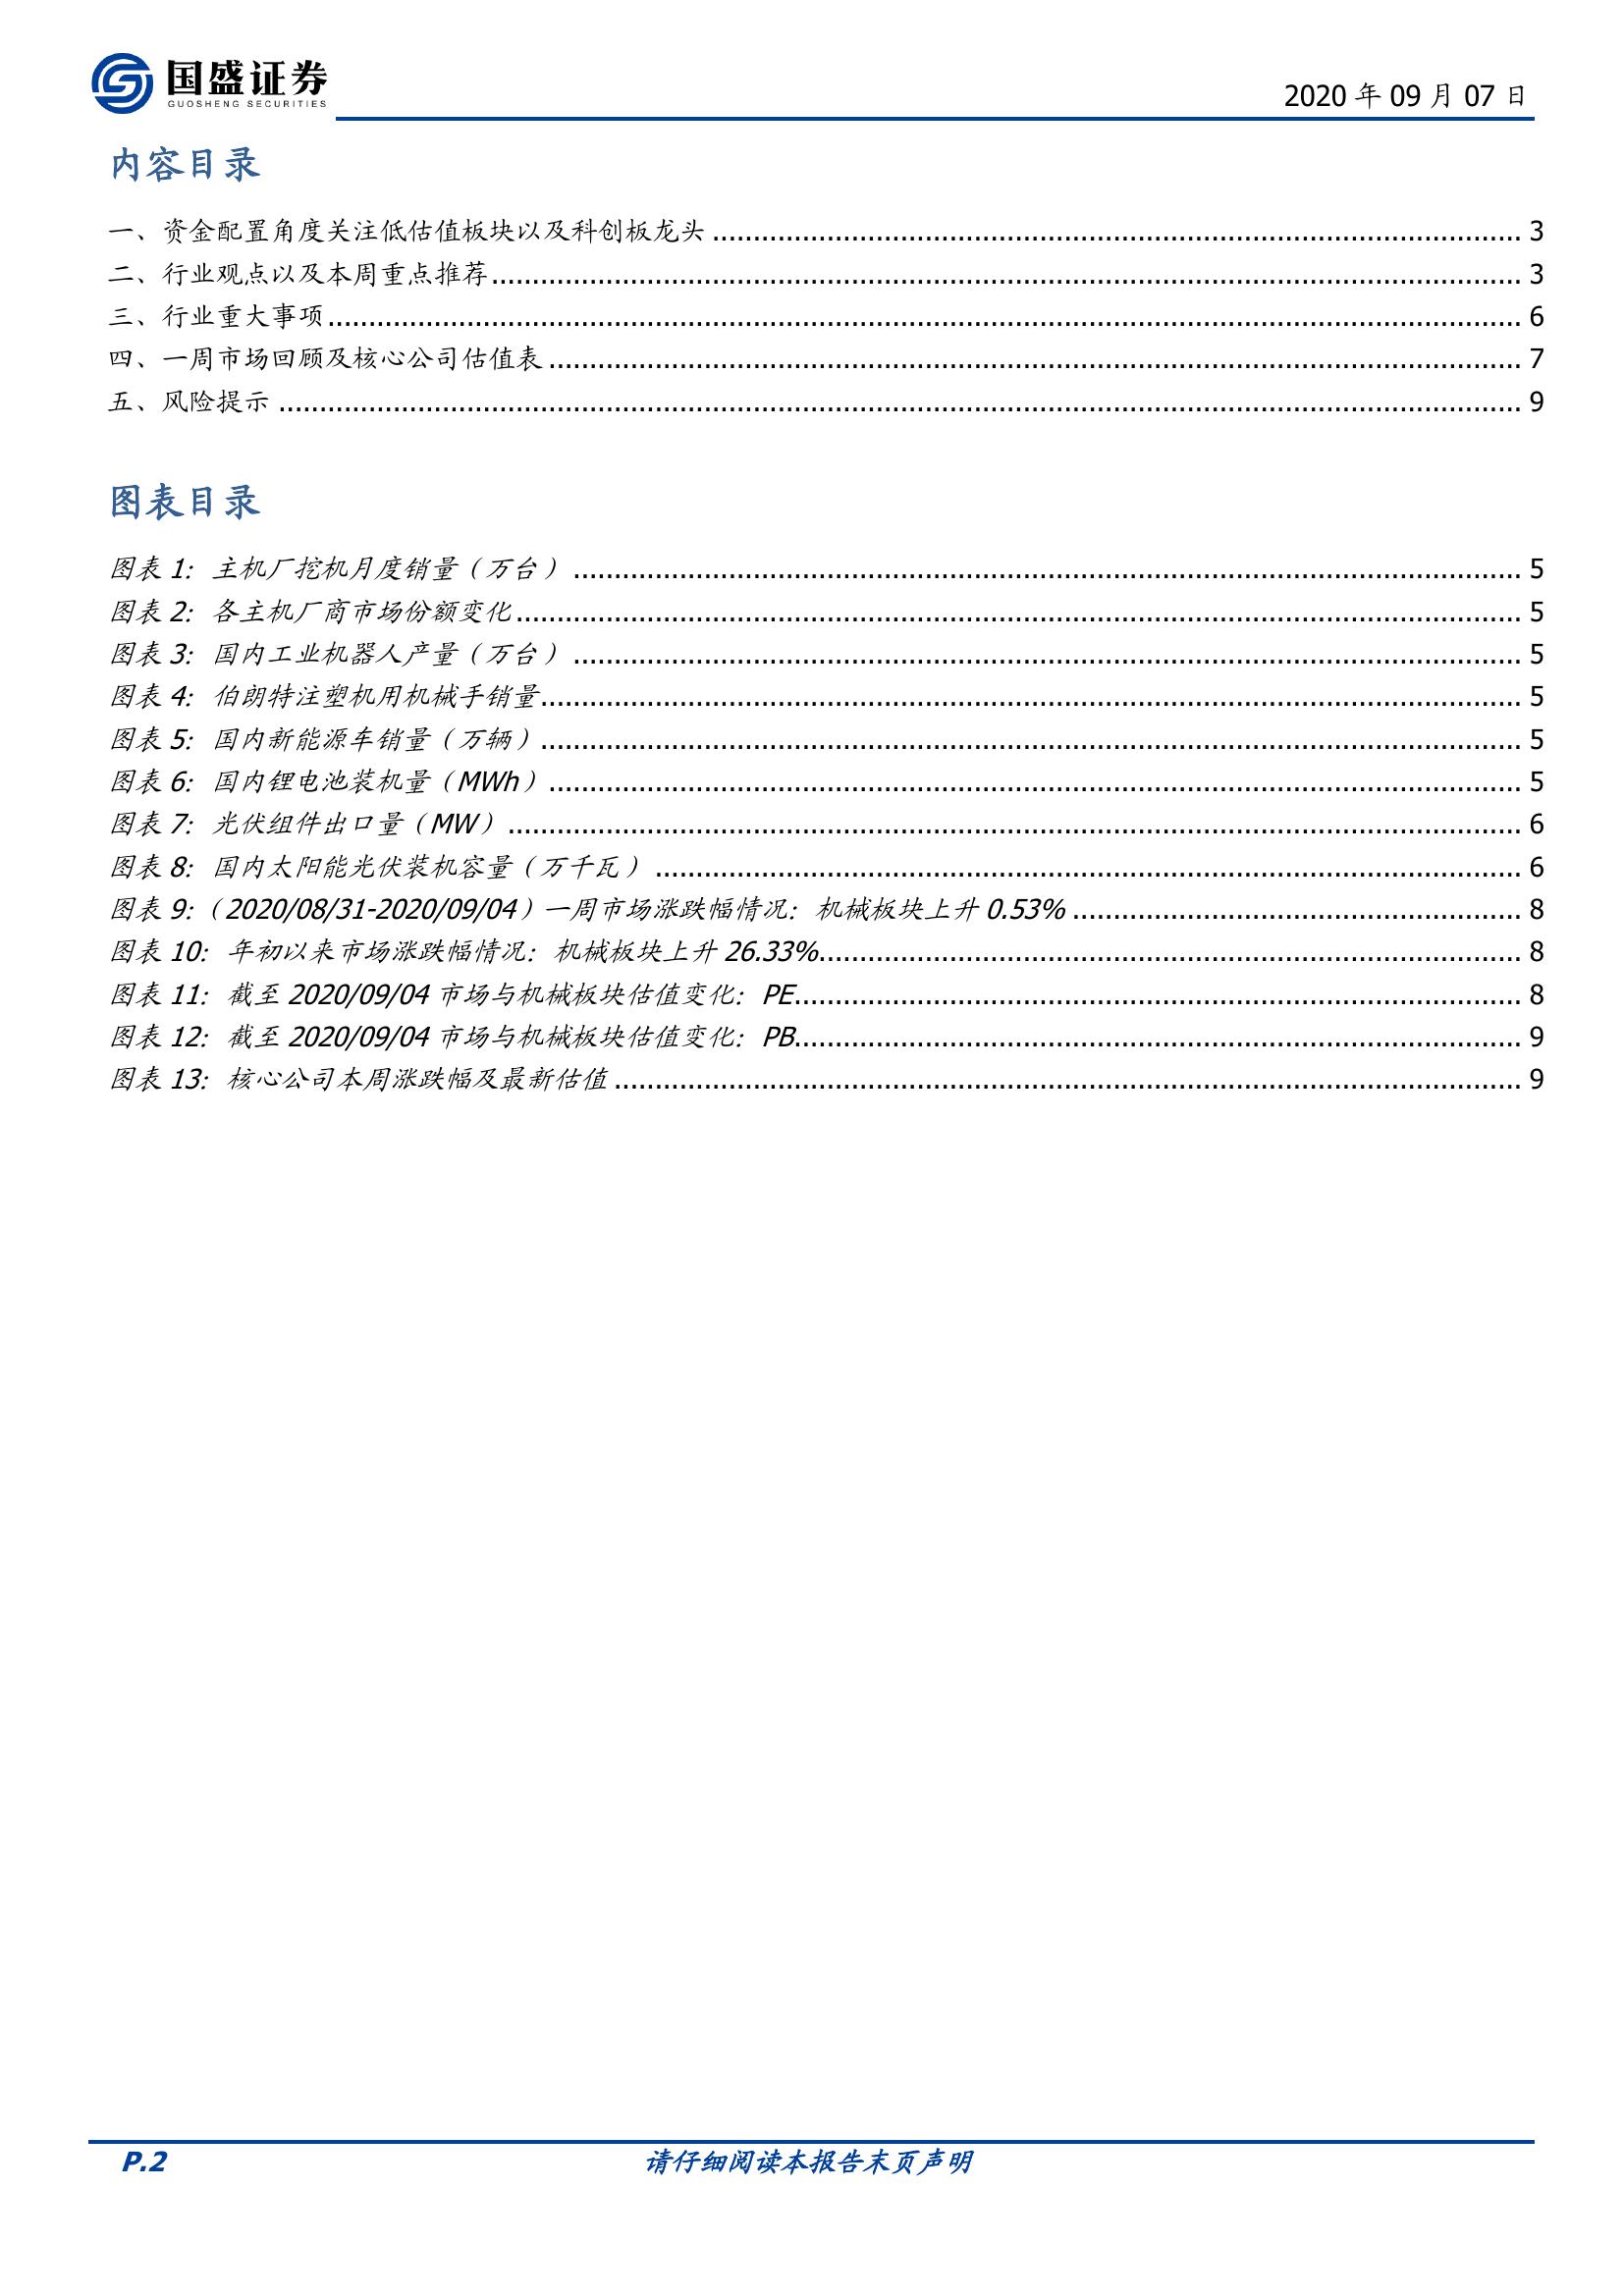 国盛证券
GUOSHENG SECURITIES
2020 年 09 月 07 日
内容目录
一、资金配置角度关注低估值板块以及科创板龙头 3
二、行业观点以及本周重点推荐 3
三、行业重大事项 6
四、一周市场回顾及核心公司估值表 7
五、风险提示 9
图表目录
图表 1：主机厂挖机月度销量（万台） 5
图表 2：各主机厂商市场份额变化 5
图表 3：国内工业机器人产量（万台） 5
图表 4：伯朗特注塑机用机械手销量 5
图表 5：国内新能源车销量（万辆） 5
图表 6：国内锂电池装机量（MWh） 5
图表 7：光伏组件出口量（MW） 6
图表 8：国内太阳能光伏装机容量（万千瓦） 6
图表 9：（2020/08/31-2020/09/04）一周市场涨跌幅情况：机械板块上升 0.53% 8
图表 10：年初以来市场涨跌幅情况：机械板块上升 26.33% 8
图表 11：截至 2020/09/04 市场与机械板块估值变化：PE 8
图表 12：截至 2020/09/04 市场与机械板块估值变化：PB 9
图表 13：核心公司本周涨跌幅及最新估值 9
P.2 请仔细阅读本报告末页声明